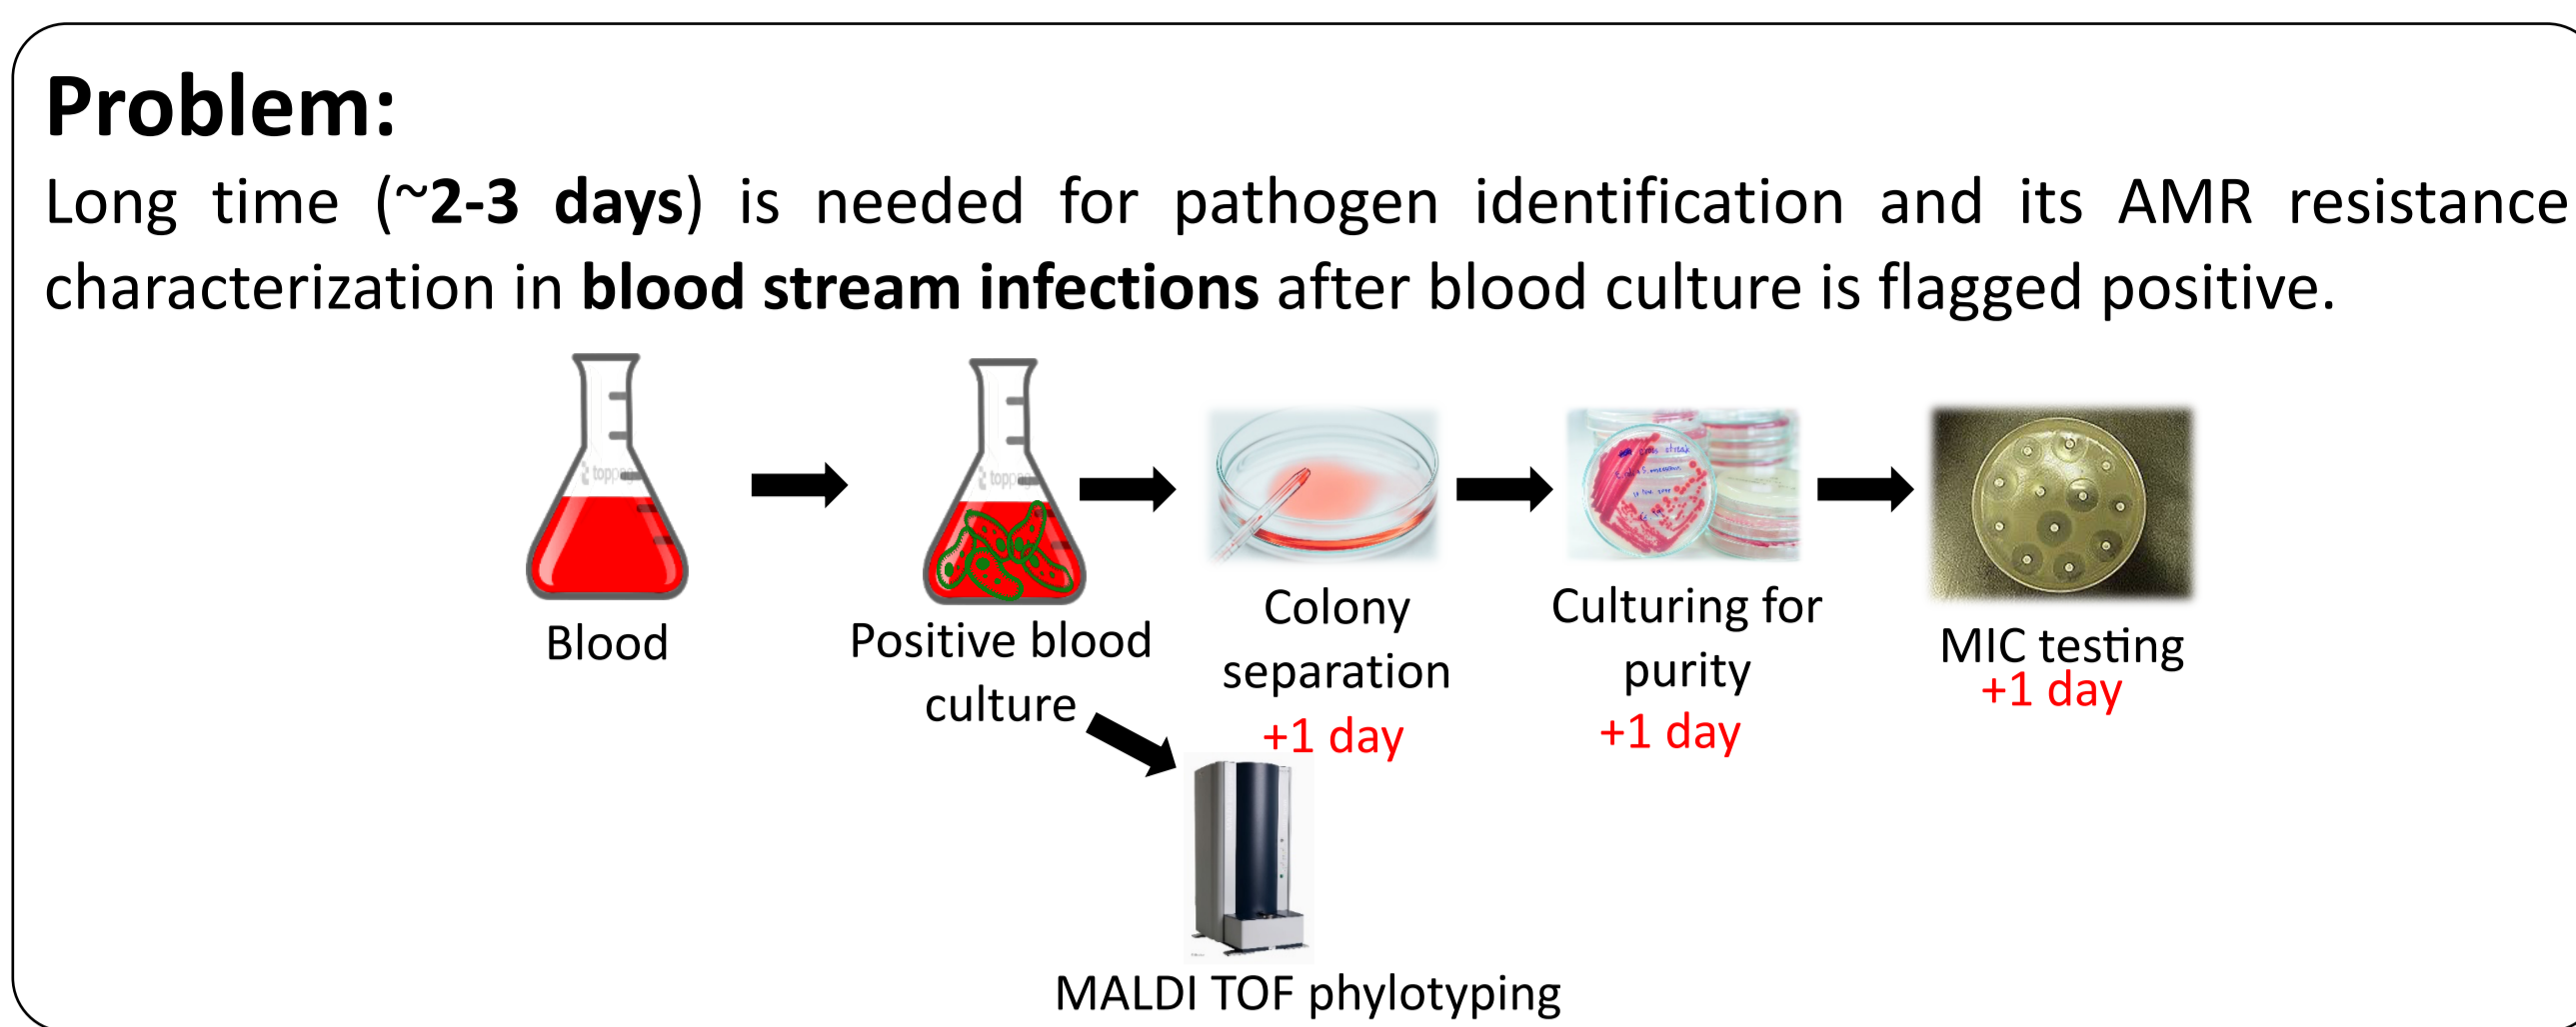 Problem:
Long time (~2-3 days) is needed for pathogen identification and its AMR resistance
characterization in blood stream infections after blood culture is flagged positive.
Blood
Positive blood
culture
Colony
separation
+1 day
Culturing for
purity
+1 day
MIC testing
+1 day
MALDI TOF phylotyping